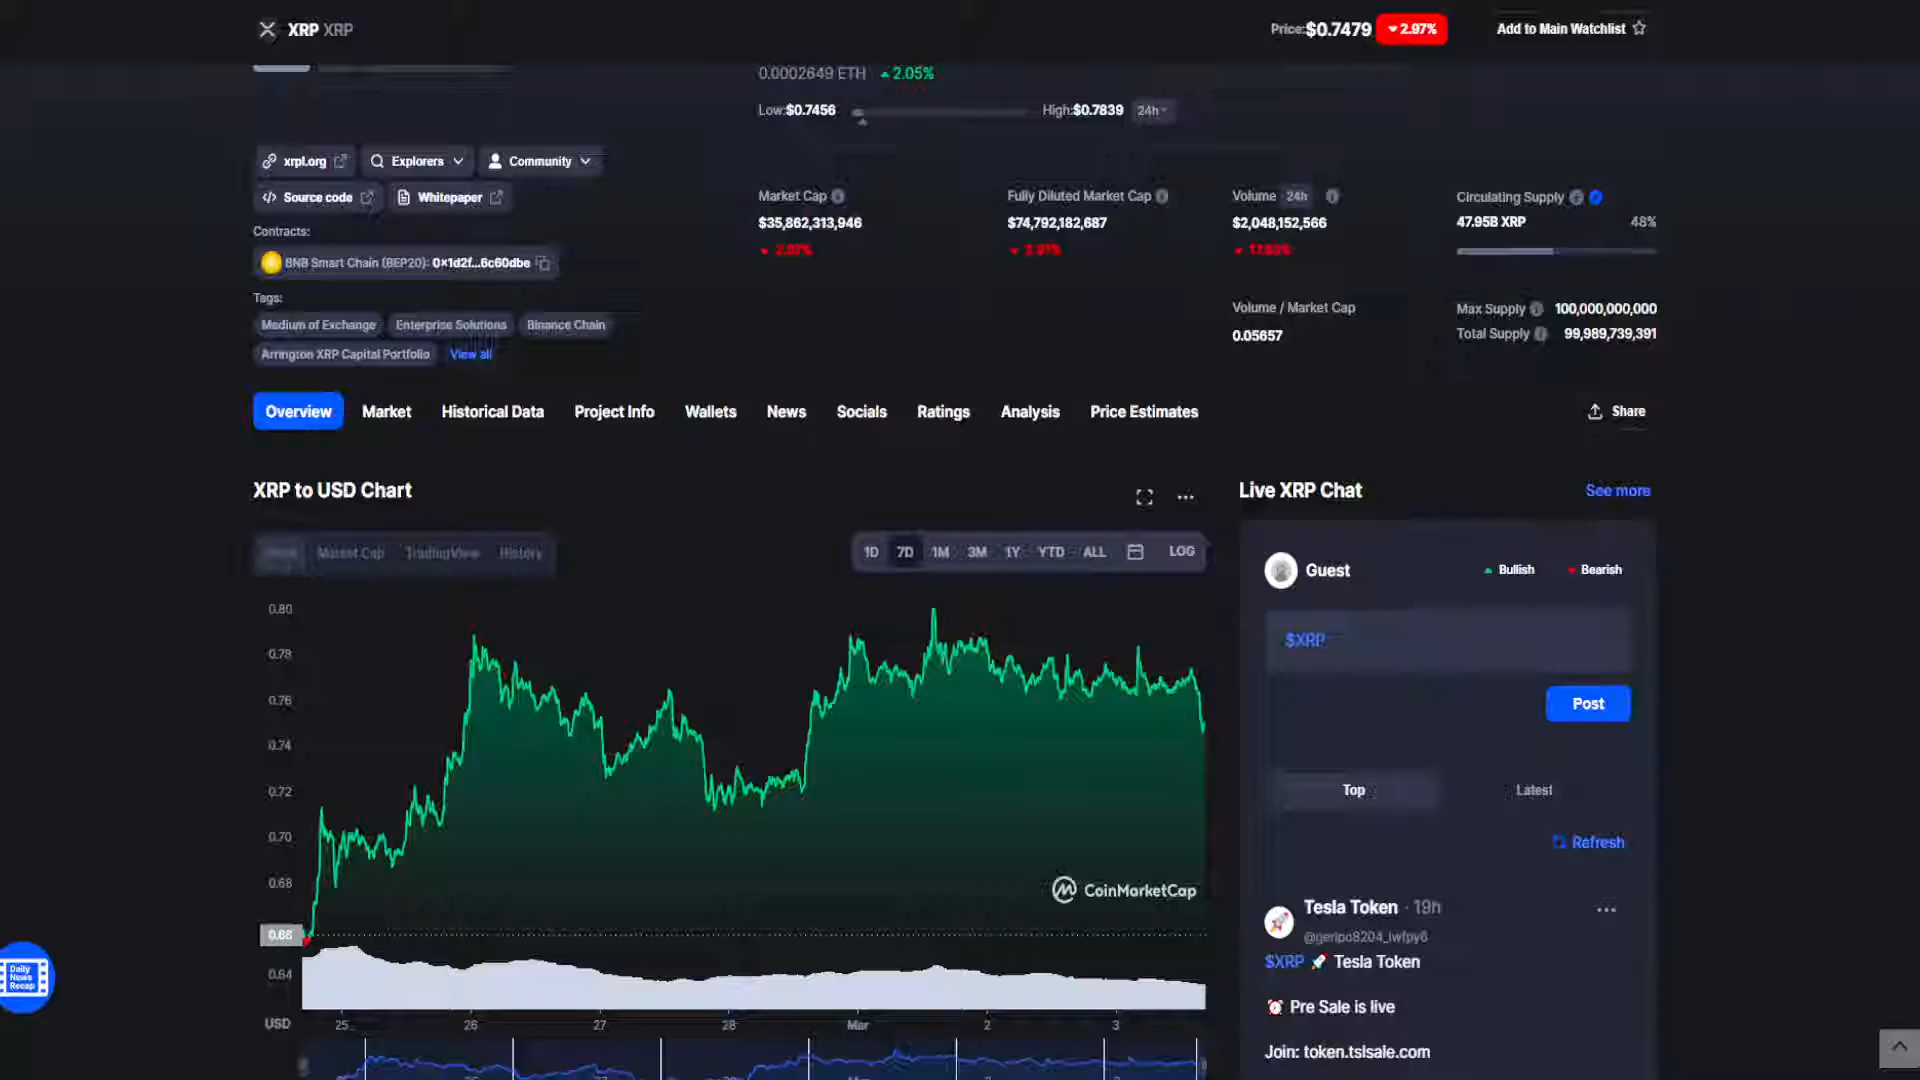 XRP XRP
Price:$0.7479 2.97%
Add to Main Watchlist
0.0002649 ETH 2.05%
Low:$0.7456 High:$0.7839 24h
xrpl.org Explorers Community
Source code Whitepaper
Contracts:
BNB Smart Chain (BEP20): 0x1d2f...6c60dbe
Tags:
Medium of Exchange Enterprise Solutions Binance Chain
Arrington XRP Capital Portfolio View all
Market Cap
$35,862,313,946
2.97%
Fully Diluted Market Cap
$74,792,182,687
2.97%
Volume 24h
$2,048,152,566
Volume / Market Cap
0.05657
Circulating Supply
47.95B XRP 48%
Max Supply 100,000,000,000
Total Supply 99,989,739,391
Overview Market Historical Data Project Info Wallets News Socials Ratings Analysis Price Estimates
Share
XRP to USD Chart
Market Cap TradingView History
1D 7D 1M 3M 1Y YTD ALL LOG
0.80
0.78
0.76
0.74
0.72
0.70
0.68
0.64
CoinMarketCap
USD 25 26 27 28 Mar 2 3
Daily
News
Recap
Live XRP Chat See more
Guest Bullish Bearish
$XRP
Post
Top Latest
Refresh
Tesla Token · 19h
$XRP 🚀 Tesla Token
⏰ Pre Sale is live
Join: token.tslsale.com